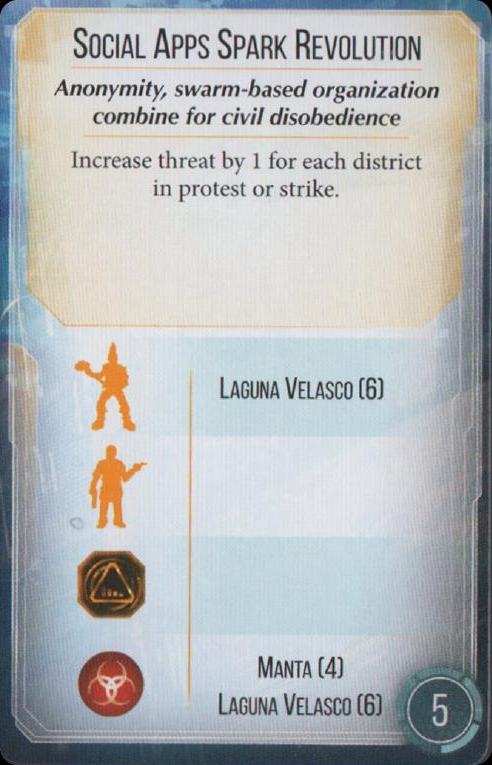 Social Apps Spark Revolution
Anonymity, swarm-based organization
combine for civil disobedience
Increase threat by 1 for each district
in protest or strike.
Laguna Velasco (6)
Manta (4)
Laguna Velasco (6)
5